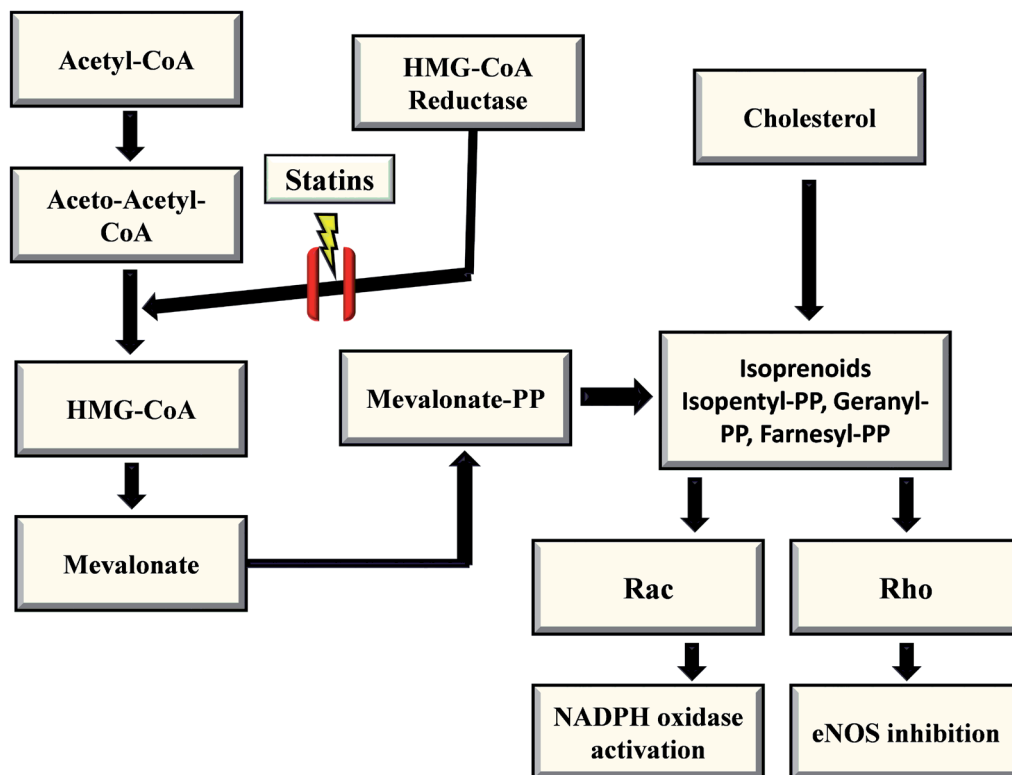 Acetyl-CoA
HMG-CoA
Reductase
Cholesterol
Statins
Aceto-Acetyl-
CoA
HMG-CoA
Mevalonate-PP
Isoprenoids
Isopentyl-PP, Geranyl-
PP, Farnesyl-PP
Mevalonate
Rac
Rho
NADPH oxidase
activation
eNOS inhibition